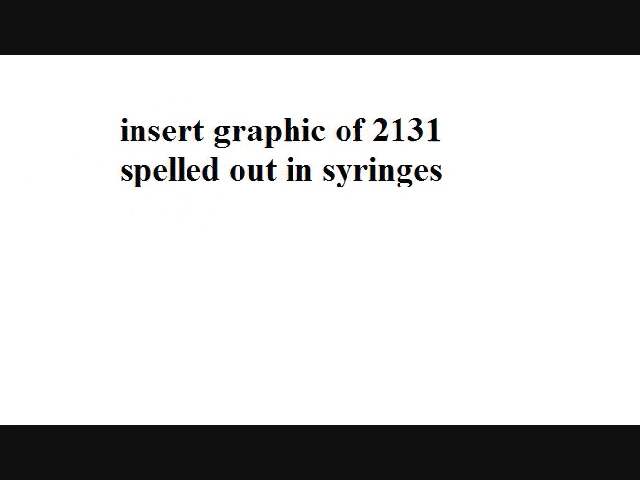 insert graphic of 2131
spelled out in syringes